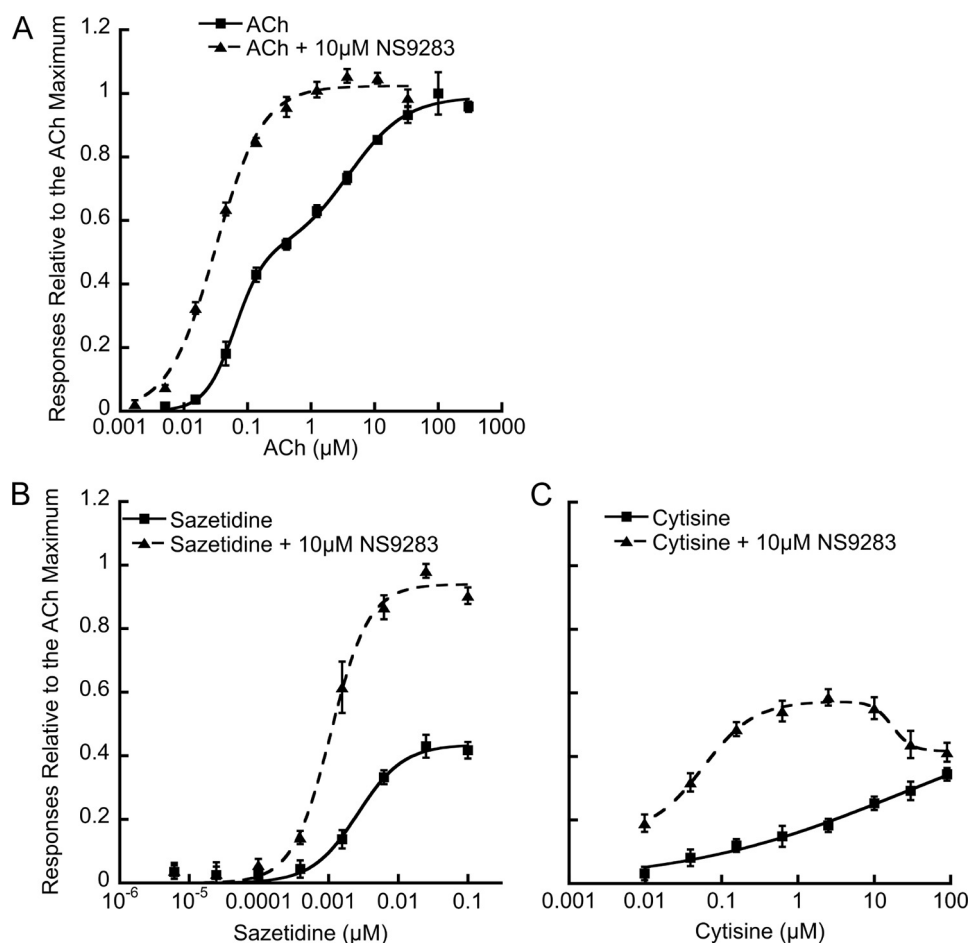 A
ACh
ACh + 10µM NS9283
Responses Relative to the ACh Maximum
1.2
1
0.8
0.6
0.4
0.2
0
0.001 0.01 0.1 1 10 100 1000
ACh (µM)
B
Sazetidine
Sazetidine + 10µM NS9283
Responses Relative to the ACh Maximum
1.2
1
0.8
0.6
0.4
0.2
0
10⁻⁶ 10⁻⁵ 0.0001 0.001 0.01 0.1
Sazetidine (µM)
C
Cytisine
Cytisine + 10µM NS9283
0.001 0.01 0.1 1 10 100
Cytisine (µM)